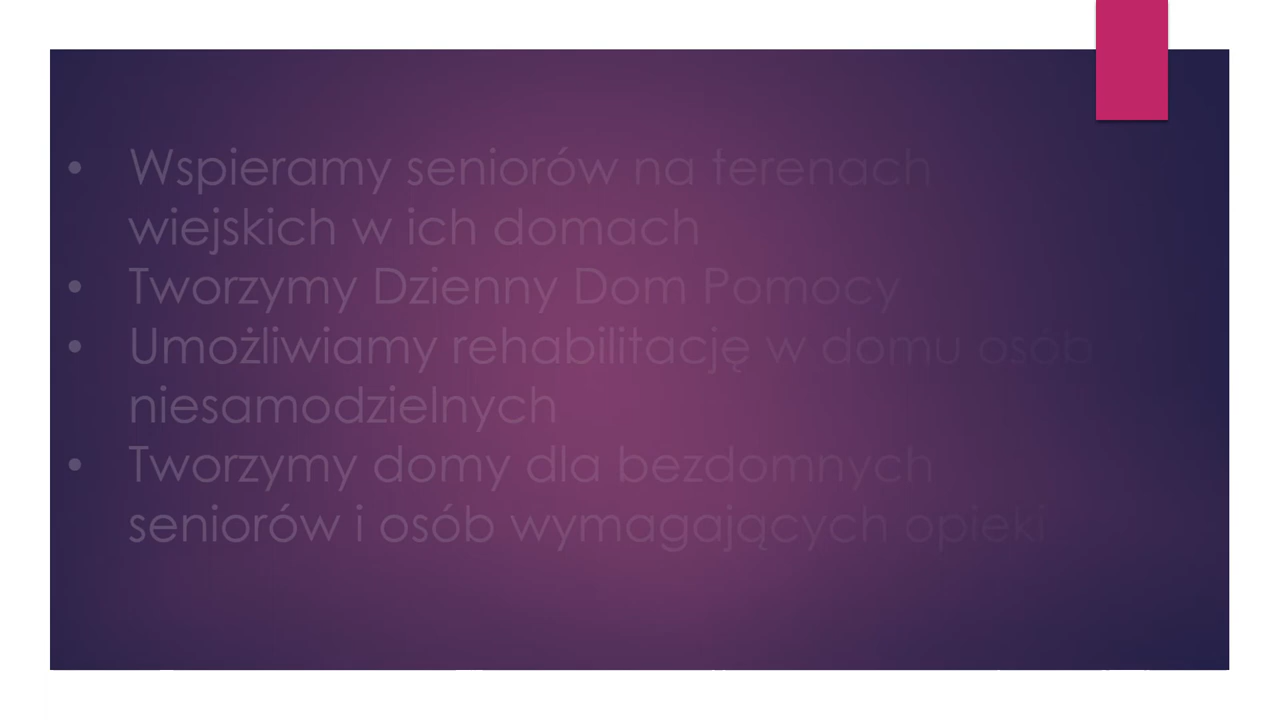 • Wspieramy seniorów na terenach
wiejskich w ich domach
• Tworzymy Dzienny Dom Pomocy
• Umożliwiamy rehabilitację w domu osób
niesamodzielnych
• Tworzymy domy dla bezdomnych
seniorów i osób wymagających opieki